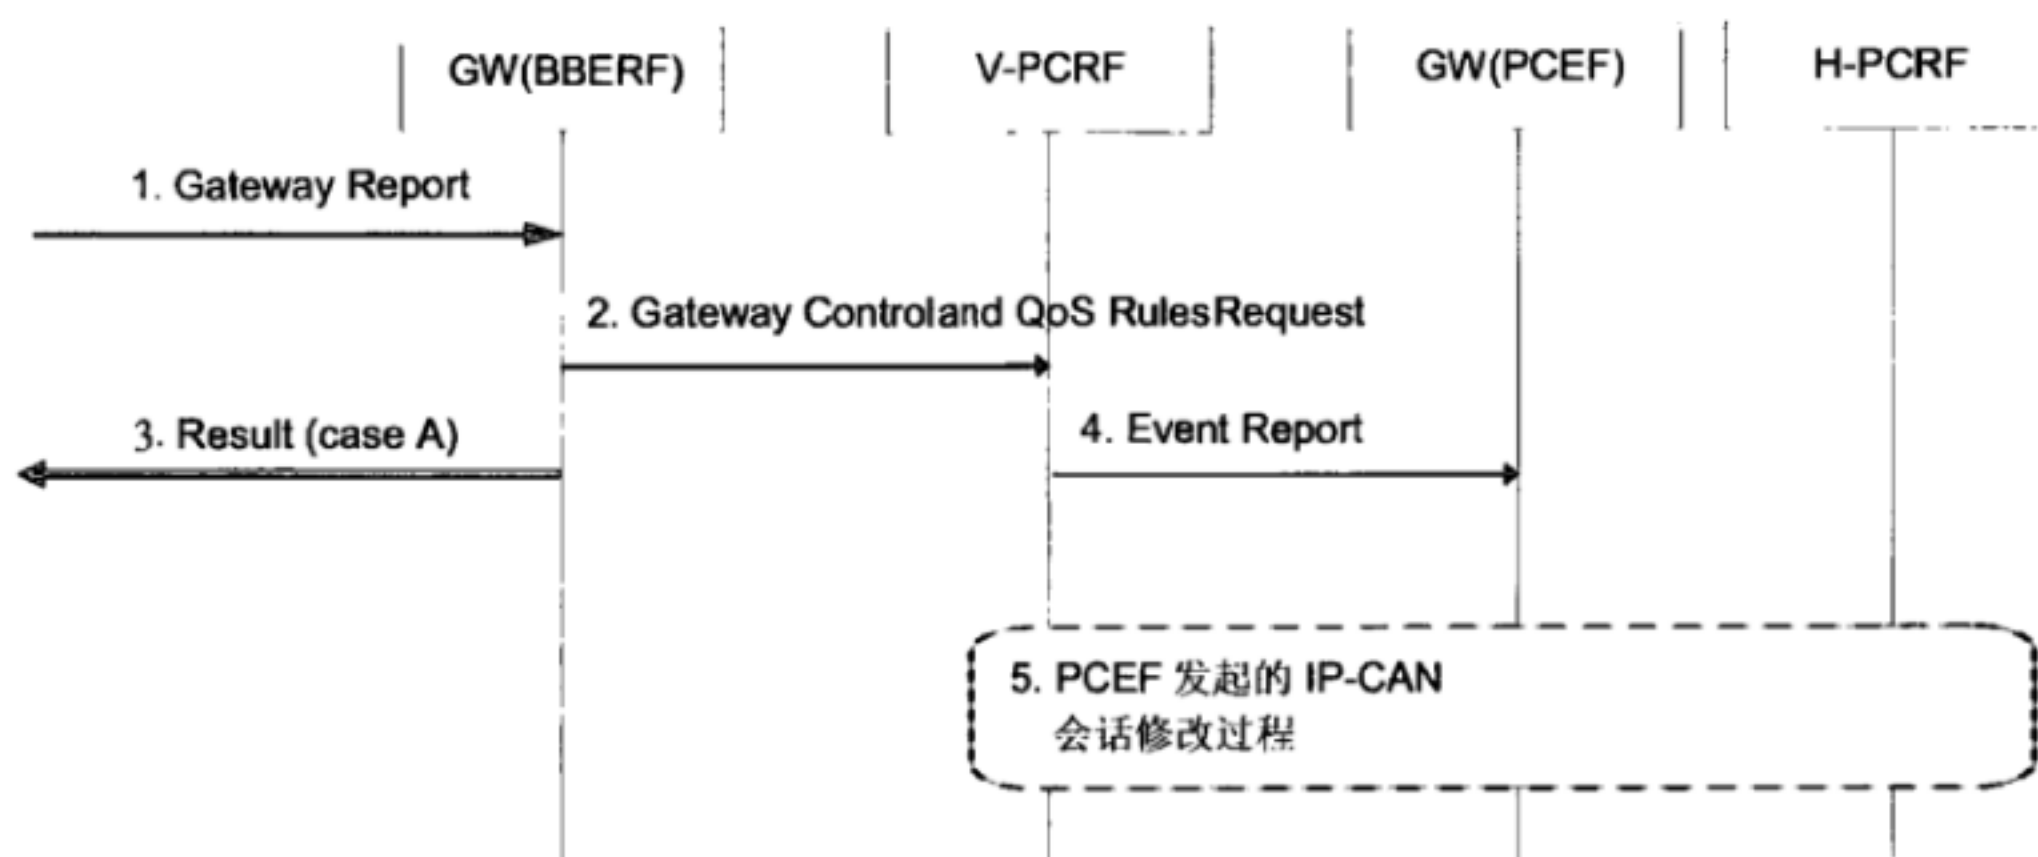 GW(BBERF)
V-PCRF
GW(PCEF)
H-PCRF
1. Gateway Report
2. Gateway Controland QoS RulesRequest
3. Result (case A)
4. Event Report
5. PCEF 发起的 IP-CAN
会话修改过程